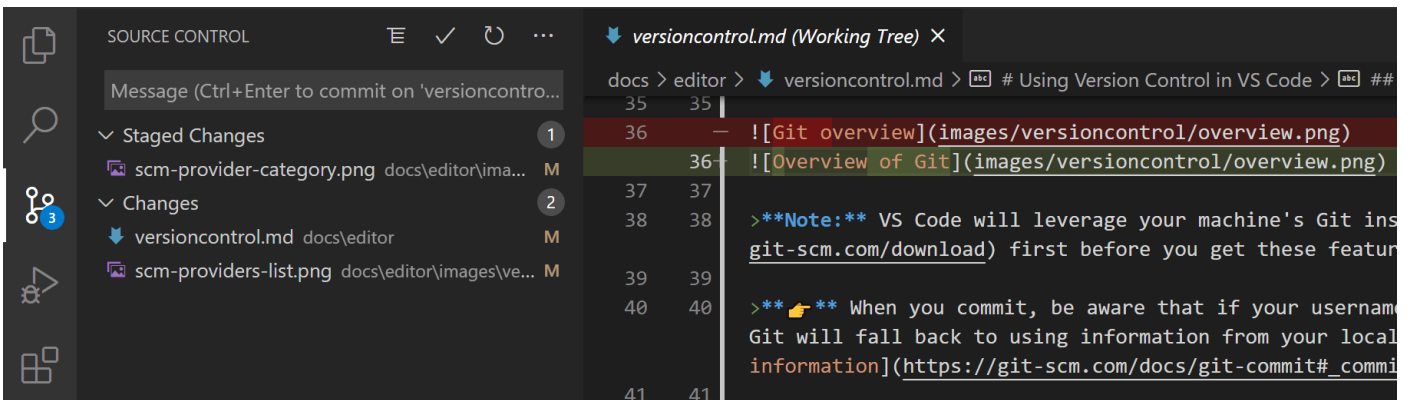 SOURCE CONTROL
Message (Ctrl+Enter to commit on 'versioncontro...
Staged Changes 1
scm-provider-category.png docs\editor\ima... M
Changes 2
versioncontrol.md docs\editor M
scm-providers-list.png docs\editor\images\ve... M
3
versioncontrol.md (Working Tree)
docs > editor > versioncontrol.md > abc # Using Version Control in VS Code > abc ##
35 35
36 — ![Git overview](images/versioncontrol/overview.png)
36+ ![Overview of Git](images/versioncontrol/overview.png)
37 37
38 38 >**Note:** VS Code will leverage your machine's Git ins
git-scm.com/download) first before you get these featur
39 39
40 40 >**👉** When you commit, be aware that if your username
Git will fall back to using information from your local
information](https://git-scm.com/docs/git-commit#_commi
41 41